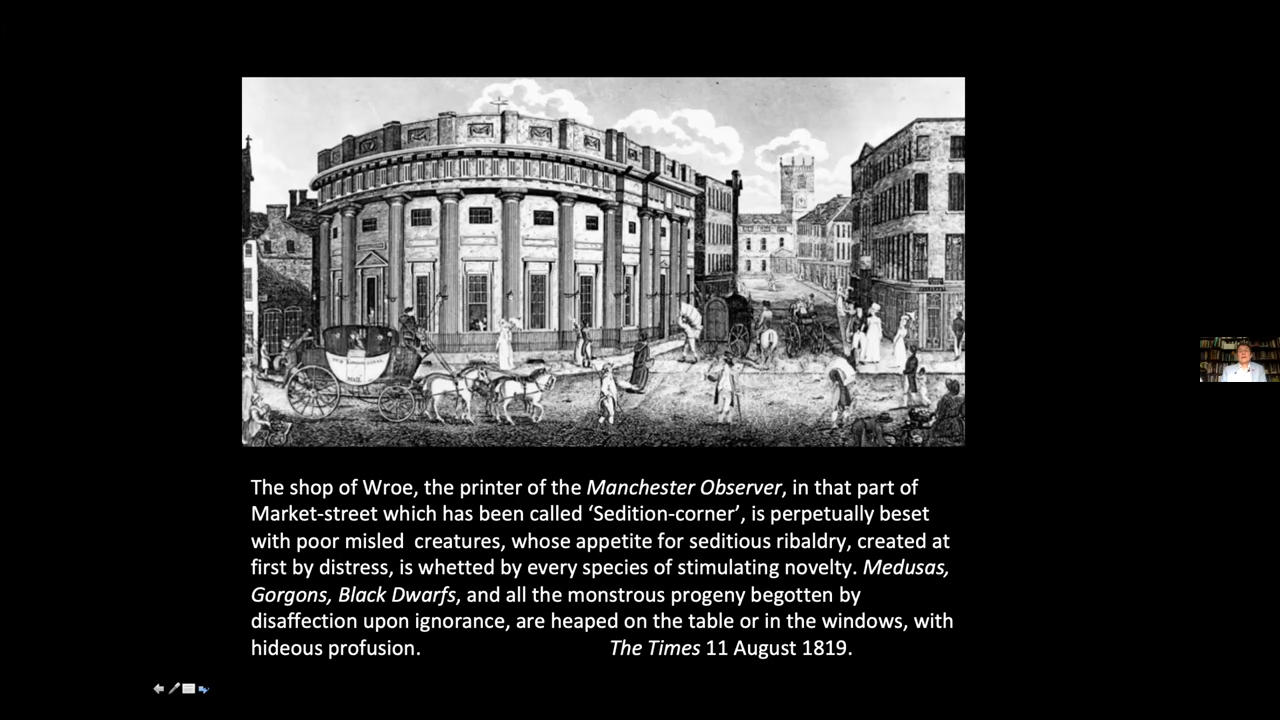 The shop of Wroe, the printer of the Manchester Observer, in that part of
Market-street which has been called ‘Sedition-corner’, is perpetually beset
with poor misled  creatures, whose appetite for seditious ribaldry, created at
first by distress, is whetted by every species of stimulating novelty. Medusas,
Gorgons, Black Dwarfs, and all the monstrous progeny begotten by
disaffection upon ignorance, are heaped on the table or in the windows, with
hideous profusion. The Times 11 August 1819.